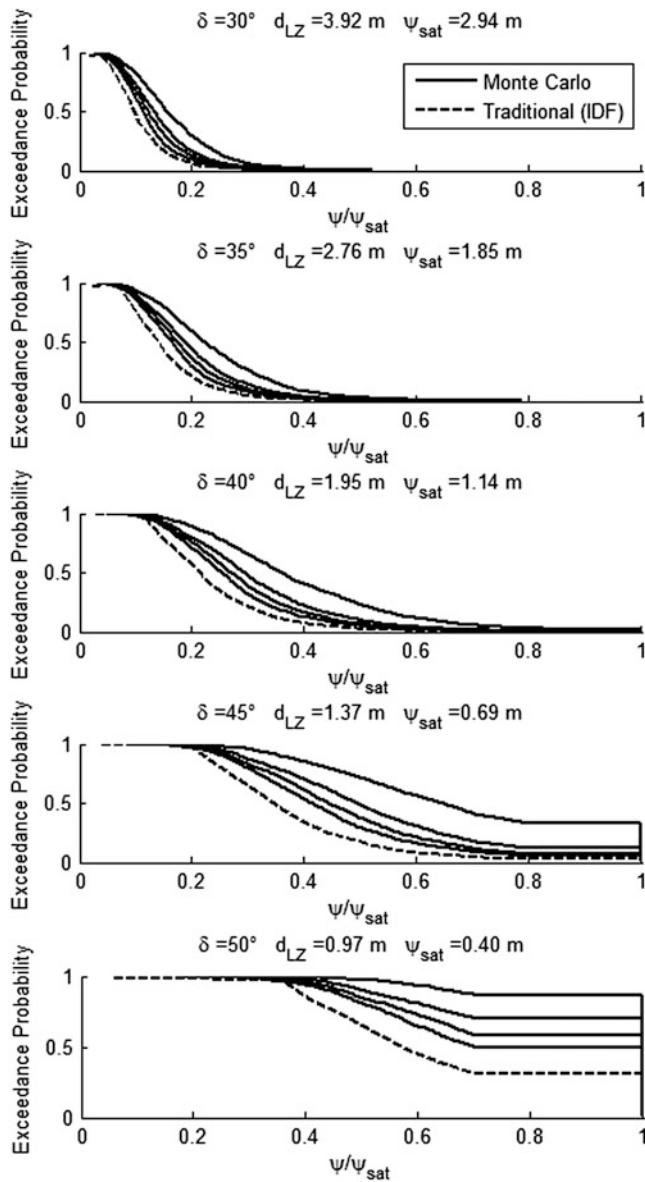 δ =30° d_LZ =3.92 m ψ_sat =2.94 m
Exceedance Probability
1
0.5
0
Monte Carlo
Traditional (IDF)
0 0.2 0.4 0.6 0.8 1
ψ/ψ_sat
δ =35° d_LZ =2.76 m ψ_sat =1.85 m
Exceedance Probability
1
0.5
0
0 0.2 0.4 0.6 0.8 1
ψ/ψ_sat
δ =40° d_LZ =1.95 m ψ_sat =1.14 m
Exceedance Probability
1
0.5
0
0 0.2 0.4 0.6 0.8 1
ψ/ψ_sat
δ =45° d_LZ =1.37 m ψ_sat =0.69 m
Exceedance Probability
1
0.5
0
0 0.2 0.4 0.6 0.8 1
ψ/ψ_sat
δ =50° d_LZ =0.97 m ψ_sat =0.40 m
Exceedance Probability
1
0.5
0
0 0.2 0.4 0.6 0.8 1
ψ/ψ_sat